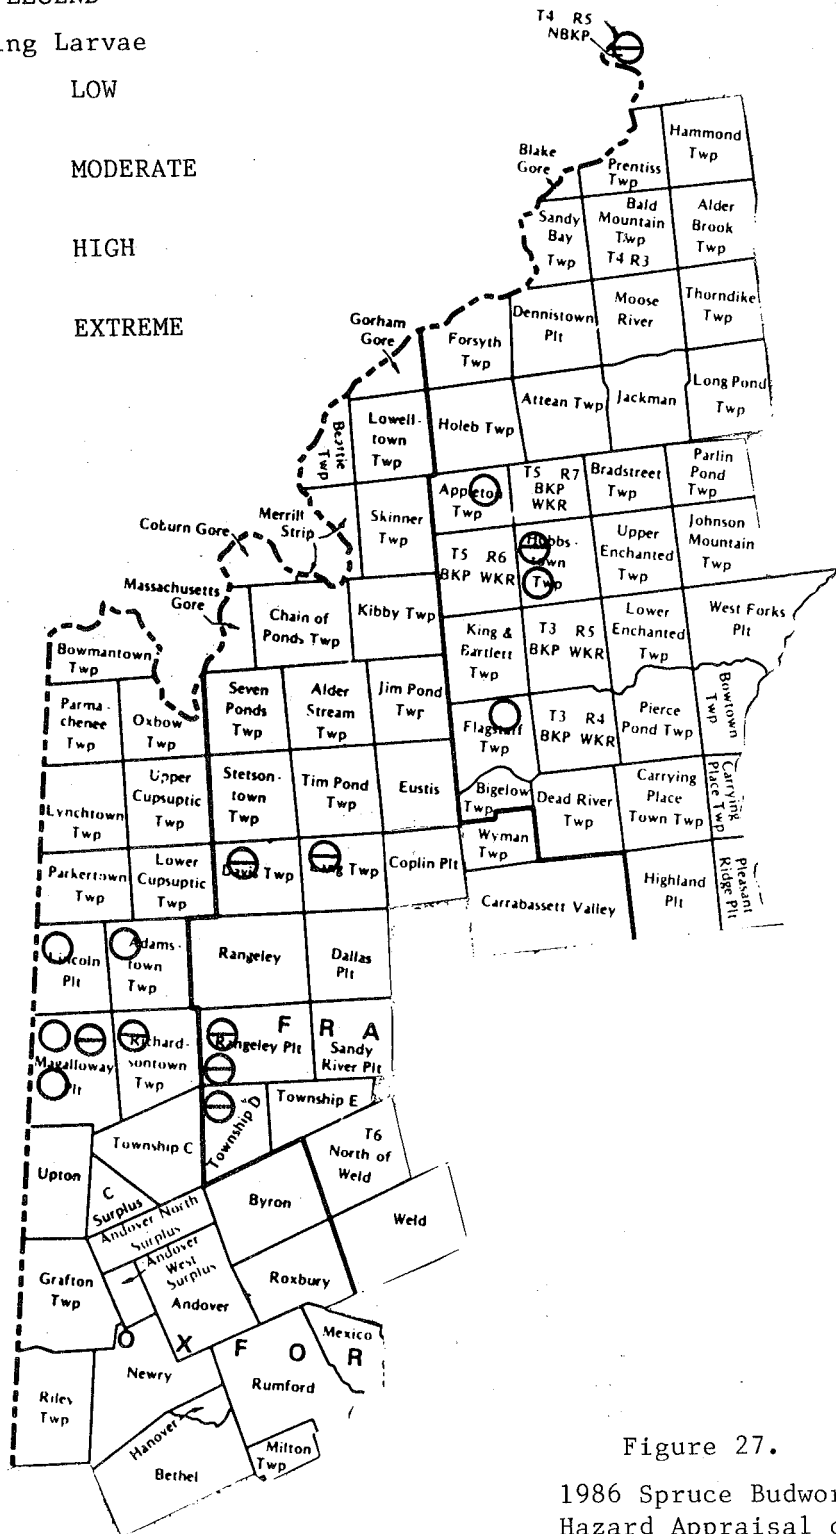 LEGEND
ng Larvae
LOW
MODERATE
HIGH
EXTREME
T4 R5
NBKP
Hammond
Twp
Blake
Gore
Prentiss
Twp
Sandy
Bay
Twp
Bald
Mountain
Twp
T4 R3
Alder
Brook
Twp
Gorham
Gore
Forsyth
Twp
Dennistown
Plt
Moose
River
Thorndike
Twp
Beattie
Twp
Lowell-
town
Twp
Holeb Twp
Attean Twp
Jackman
Long Pond
Twp
Coburn Gore
Merrill
Strip
Skinner
Twp
Appleton
Twp
T5 R7
BKP
WKR
Bradstreet
Twp
Parlin
Pond
Twp
T5 R6
BKP WKR
Hobbs-
town
Twp
Upper
Enchanted
Twp
Johnson
Mountain
Twp
Massachusetts
Gore
Chain of
Ponds Twp
Kibby Twp
King &
Bartlett
Twp
T3 R5
BKP WKR
Lower
Enchanted
Twp
West Forks
Plt
Bowmantown
Twp
Parma-
chenee
Twp
Oxbow
Twp
Seven
Ponds
Twp
Alder
Stream
Twp
Jim Pond
Twp
Flagstaff
Twp
T3 R4
BKP WKR
Pierce
Pond Twp
Bowtown
Twp
Lynchtown
Twp
Upper
Cupsuptic
Twp
Stetson-
town
Twp
Tim Pond
Twp
Eustis
Bigelow
Twp
Dead River
Twp
Carrying
Place
Town Twp
Carrying
Place Twp
Wyman
Twp
Parkertown
Twp
Lower
Cupsuptic
Twp
Davis Twp
Lang Twp
Coplin Plt
Carrabassett Valley
Highland
Plt
Pleasant
Ridge Plt
Lincoln
Plt
Adams-
town
Twp
Rangeley
Dallas
Plt
Magalloway
Plt
Richard-
sontown
Twp
Rangeley Plt
F R A
Sandy
River Plt
Township C
Township D
Township E
Upton
C
Surplus
T6
North of
Weld
Andover North
Surplus
Byron
Weld
Andover
West
Surplus
Grafton
Twp
Andover
Roxbury
O X F O R
Mexico
Newry
Rumford
Riley
Twp
Hanover
Bethel
Milton
Twp
Figure 27.
1986 Spruce Budwor
Hazard Appraisal o